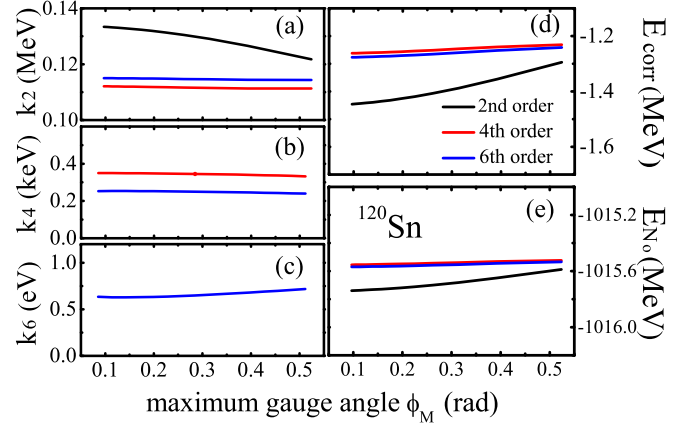 0.14
(a)
0.12
0.10
k2 (MeV)
(b)
0.4
0.2
0.0
k4 (keV)
(c)
1.0
0.5
0.0
k6 (eV)
0.1 0.2 0.3 0.4 0.5
(d)
-1.2
-1.4
-1.6
E corr (MeV)
2nd order
4th order
6th order
120Sn
(e)
-1015.2
-1015.6
-1016.0
E No (MeV)
0.1 0.2 0.3 0.4 0.5
maximum gauge angle ϕM (rad)